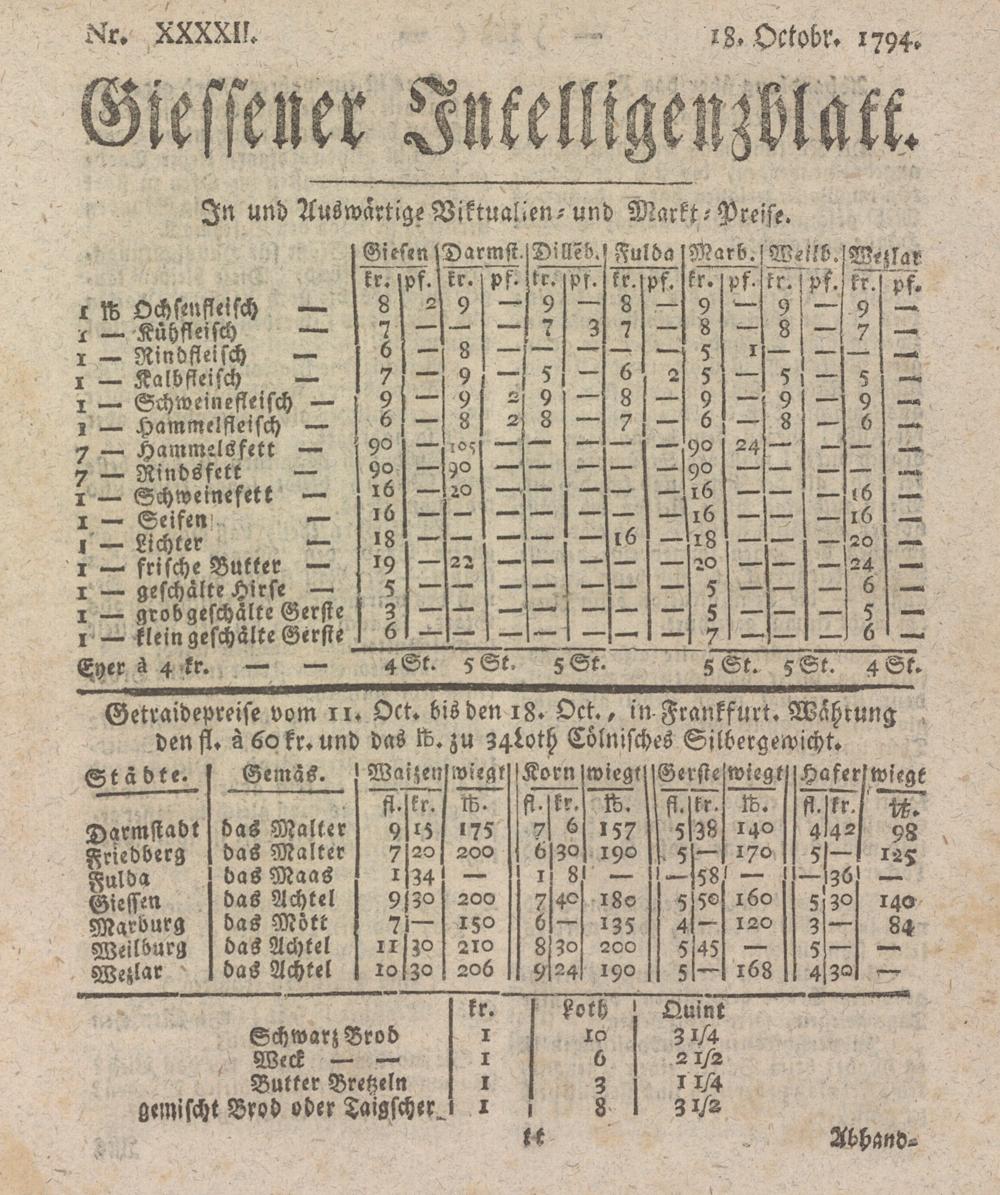 Nr. XXXXII. 18. Octobr. 1794.
Giessener Intelligenzblatt.
In und Auswärtige Viktualien- und Markt-Preise.
Giesen Darmst. Dilleb. Fulda Marb. Weilb. Wezlar
kr. pf. kr. pf. kr. pf. kr. pf. kr. pf. kr. pf. kr. pf.
1 ℔ Ochsenfleisch — 8 2 9 — 9 — 8 — 9 — 9 — 9 —
1 — Kühfleisch — 7 — — — 7 3 7 — 8 — 8 — 7 —
1 — Rindfleisch — 6 — 8 — — — — — 5 1 — — — —
1 — Kalbfleisch — 7 — 9 — 5 — 6 2 5 — 5 — 5 —
1 — Schweinefleisch — 9 — 9 2 9 — 8 — 9 — 9 — 9 —
1 — Hammelfleisch — 6 — 8 2 8 — 7 — 6 — 8 — 6 —
7 — Hammelsfett — 90 — 105 — — — — — 90 24 — — — —
7 — Rindsfett — 90 — 90 — — — — — 90 — — — — —
1 — Schweinefett — 16 — 20 — — — — — 16 — — — 16 —
1 — Seifen — 16 — — — — — — — 16 — — — 16 —
1 — Lichter — 18 — — — — — 16 — 18 — — — 20 —
1 — frische Butter — 19 — 22 — — — — — 20 — — — 24 —
1 — geschälte Hirse — 5 — — — — — — — 5 — — — 6 —
1 — grobgeschälte Gerste 3 — — — — — — — 5 — — — 5 —
1 — klein geschälte Gerste 6 — — — — — — — 7 — — — 6 —
Eyer à 4 kr. — — 4 St. 5 St. 5 St. 5 St. 5 St. 4 St.
Getraidepreise vom 11. Oct. bis den 18. Oct., in Frankfurt. Währung
den fl. à 60 kr. und das ℔. zu 34 Loth Cölnisches Silbergewicht.
Städte. Gemäs. Waizen wiegt Korn wiegt Gerste wiegt Hafer wiegt
fl. kr. ℔. fl. kr. ℔. fl. kr. ℔. fl. kr. ℔.
Darmstadt das Malter 9 15 175 7 6 157 5 38 140 4 42 98
Friedberg das Malter 7 20 200 6 30 190 5 — 170 5 — 125
Fulda das Maas 1 34 — 1 8 — — 58 — — 36 —
Giessen das Achtel 9 30 200 7 40 180 5 50 160 5 30 140
Marburg das Mött 7 — 150 6 — 135 4 — 120 3 — 84
Weilburg das Achtel 11 30 210 8 30 200 5 45 — 5 — —
Wezlar das Achtel 10 30 206 9 24 190 5 — 168 4 30 —
kr. Loth Quint
Schwarz Brod 1 10 3 1/4
Weck — — 1 6 2 1/2
Butter Bretzeln 1 3 1 1/4
gemischt Brod oder Taigscher 1 8 3 1/2
tt Abhand-